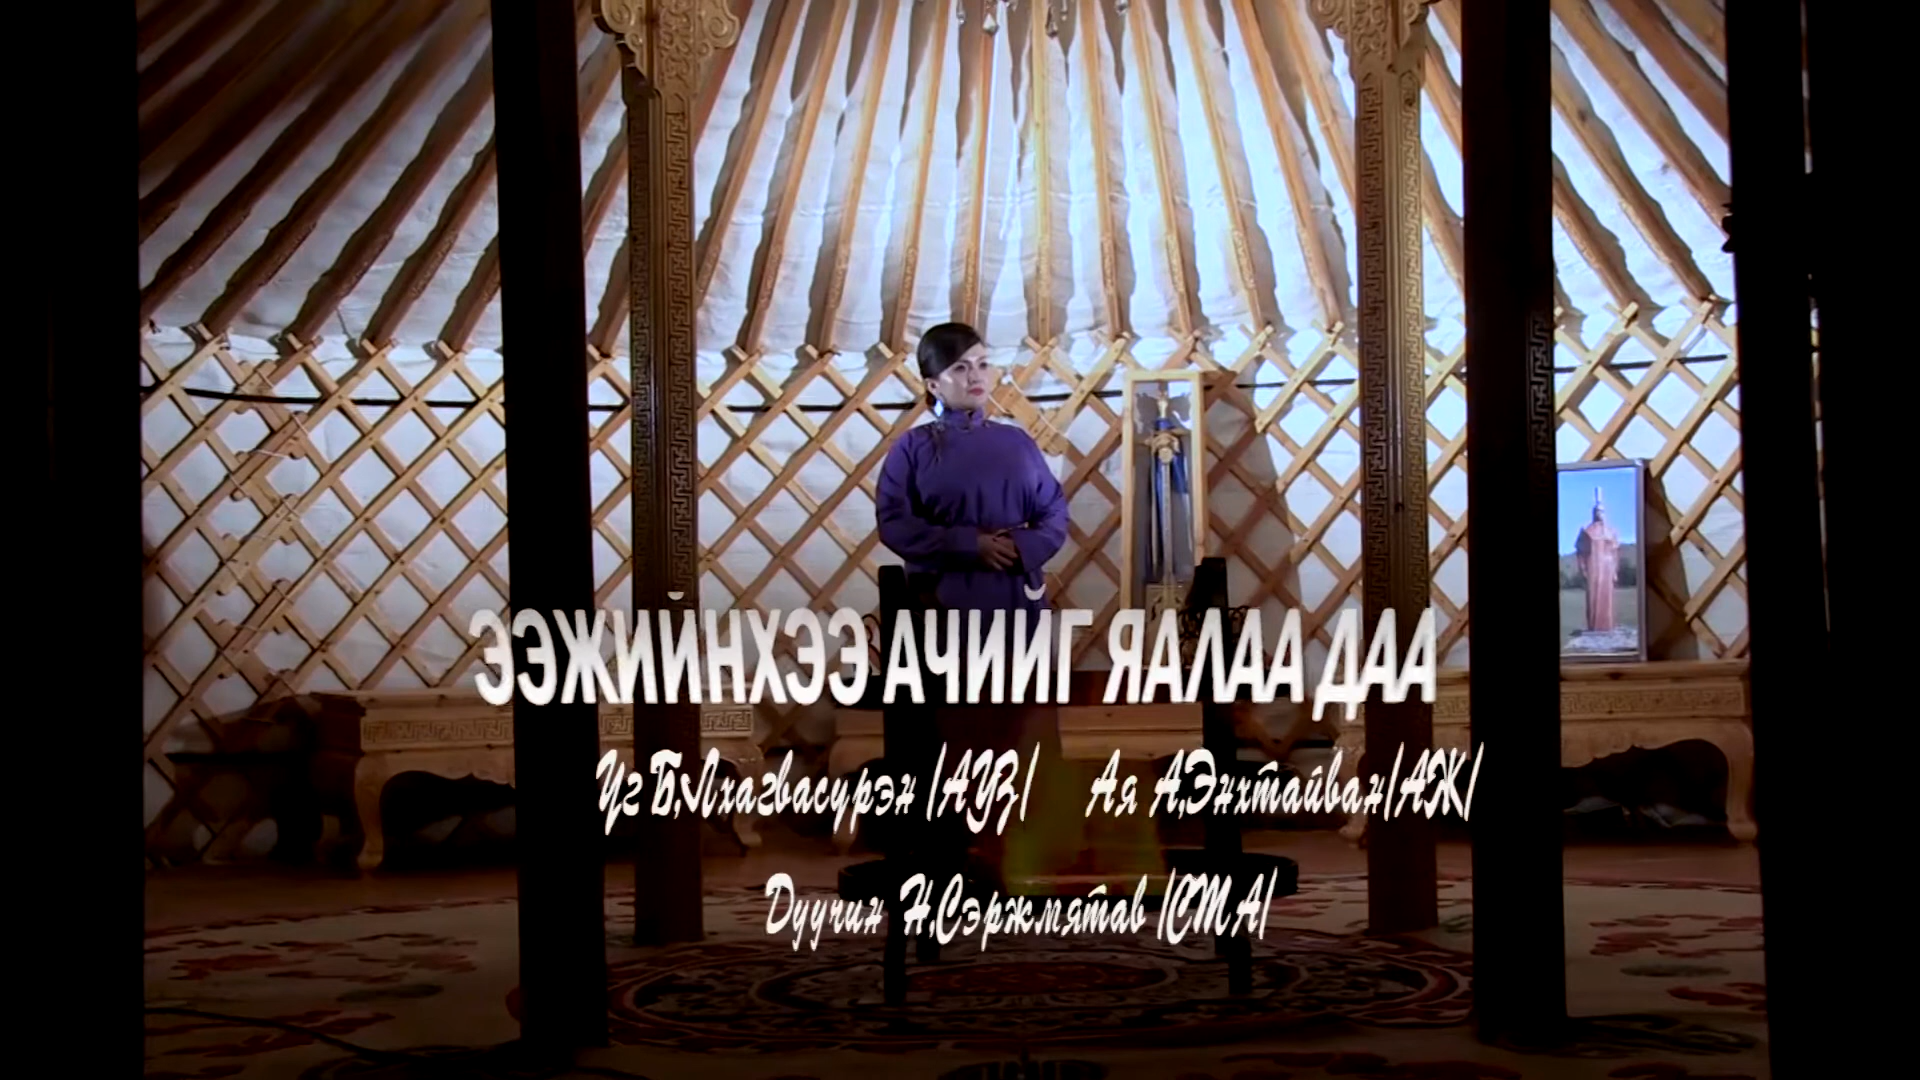 ЭЭЖИЙНХЭЭ АЧИЙГ ЯАЛАА ДАА
Үг Б,Лхагвасүрэн |АУЗ| Ая А,Энхтайван|АЖ|
Дуучин Н,Сэржмятав |СТА|